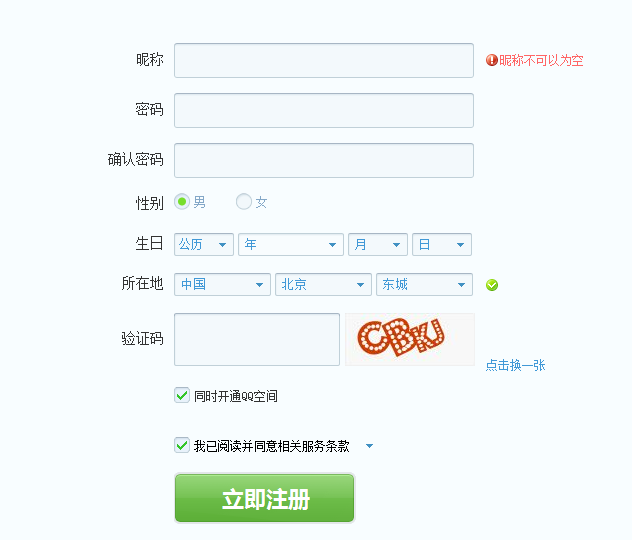 昵称 昵称不可以为空
密码
确认密码
性别 男 女
生日 公历 年 月 日
所在地 中国 北京 东城
验证码 点击换一张
同时开通QQ空间
我已阅读并同意相关服务条款
立即注册